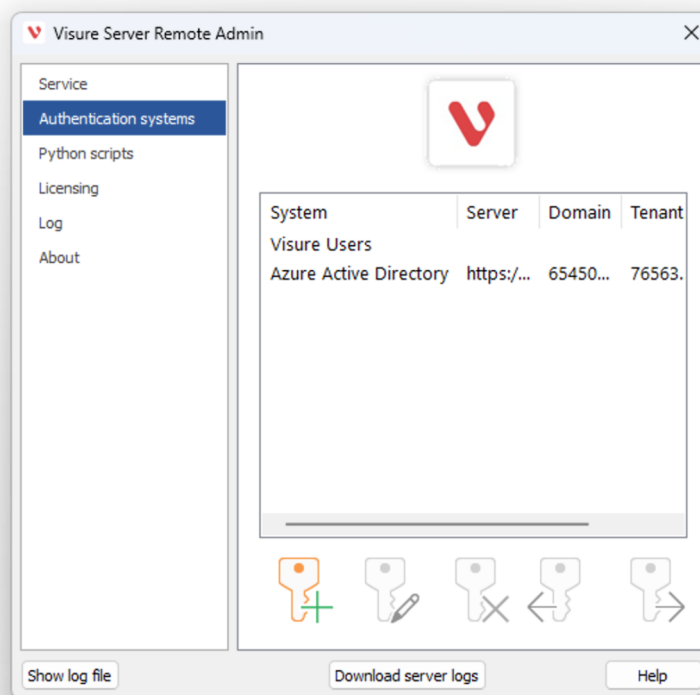 Visure Server Remote Admin
Service
Authentication systems
Python scripts
Licensing
Log
About
System Server Domain Tenant
Visure Users
Azure Active Directory https:/... 65450... 76563.
Show log file Download server logs Help